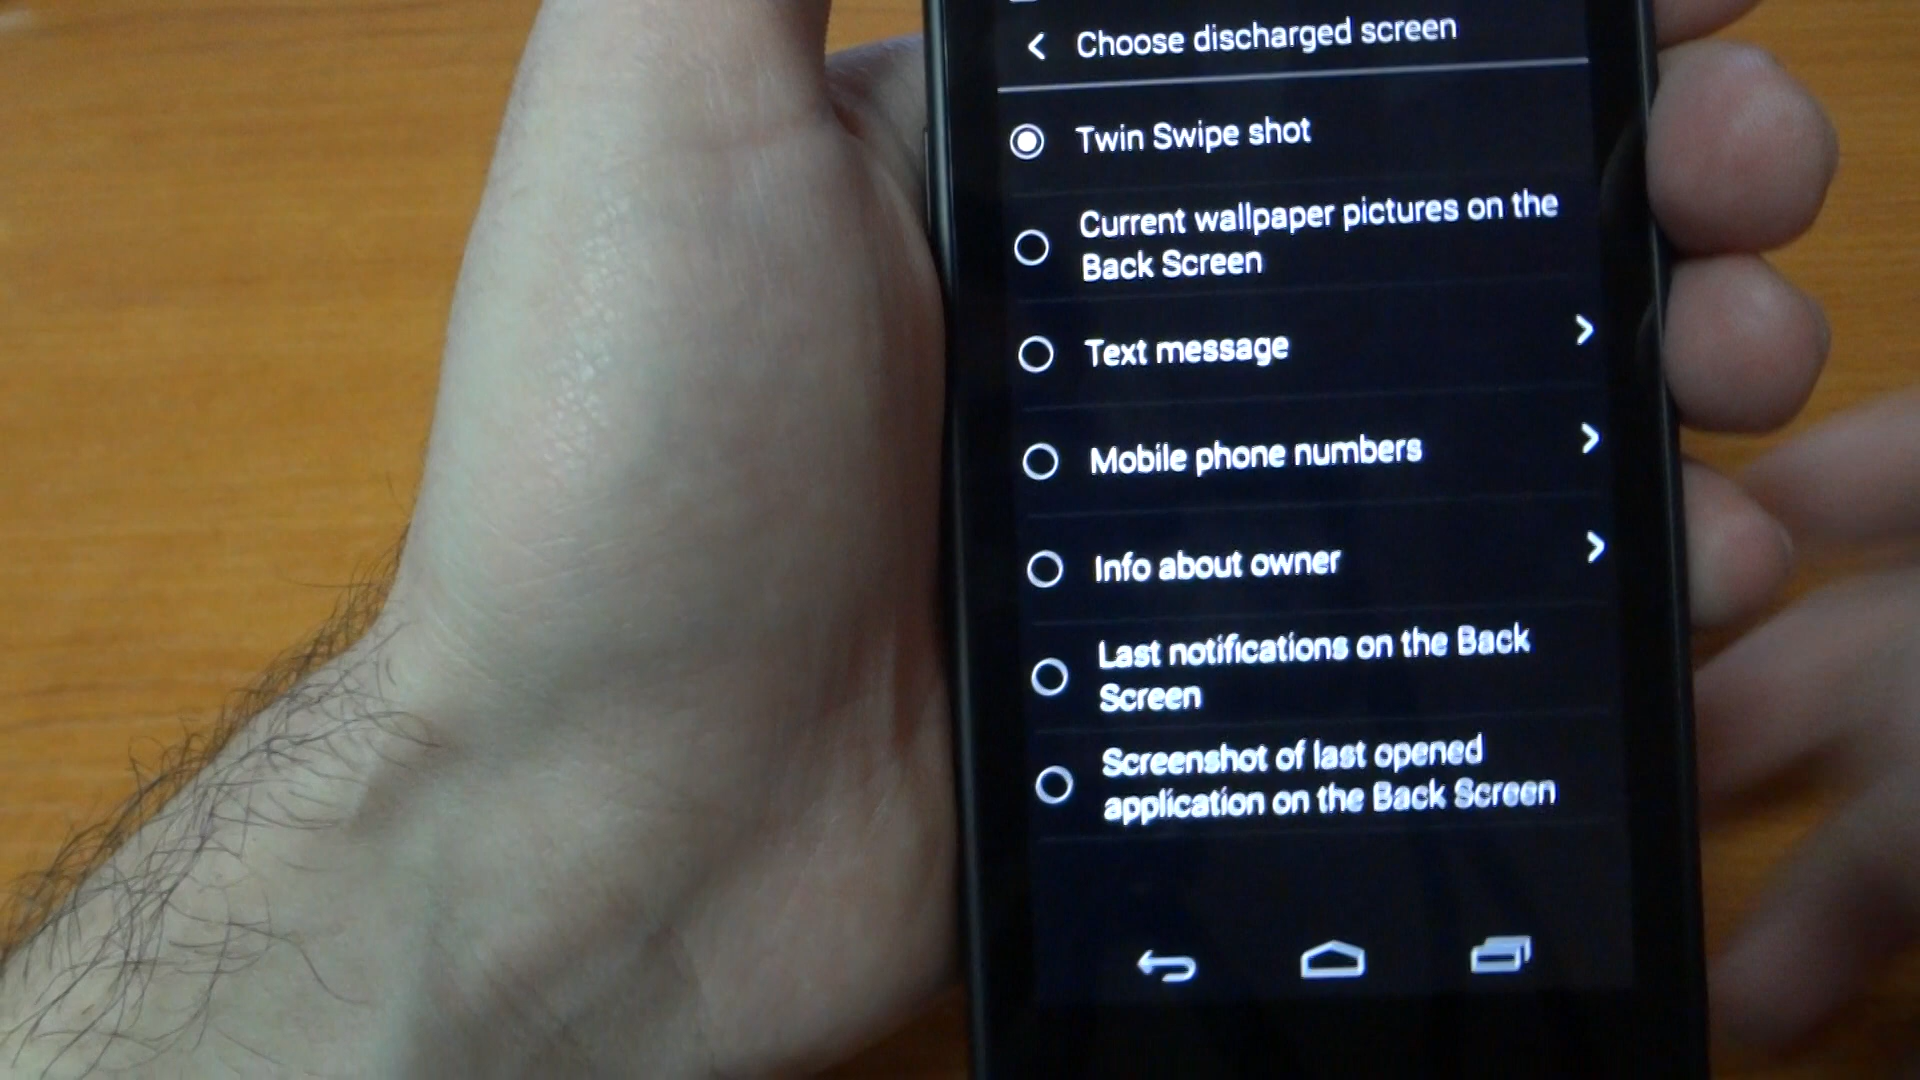 Choose discharged screen
Twin Swipe shot
Current wallpaper pictures on the
Back Screen
Text message
Mobile phone numbers
Info about owner
Last notifications on the Back
Screen
Screenshot of last opened
application on the Back Screen